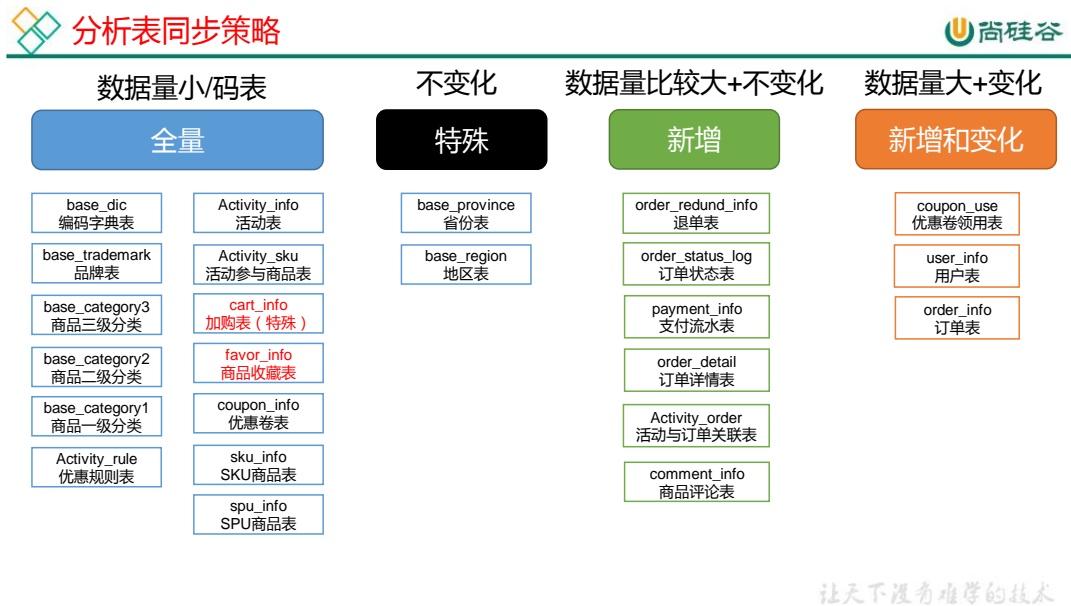 分析表同步策略
尚硅谷
数据量小/码表
不变化
数据量比较大+不变化
数据量大+变化
全量
特殊
新增
新增和变化
base_dic
编码字典表
base_trademark
品牌表
base_category3
商品三级分类
base_category2
商品二级分类
base_category1
商品一级分类
Activity_rule
优惠规则表
Activity_info
活动表
Activity_sku
活动参与商品表
cart_info
加购表（特殊）
favor_info
商品收藏表
coupon_info
优惠卷表
sku_info
SKU商品表
spu_info
SPU商品表
base_province
省份表
base_region
地区表
order_redund_info
退单表
order_status_log
订单状态表
payment_info
支付流水表
order_detail
订单详情表
Activity_order
活动与订单关联表
comment_info
商品评论表
coupon_use
优惠卷领用表
user_info
用户表
order_info
订单表
让天下没有难学的技术